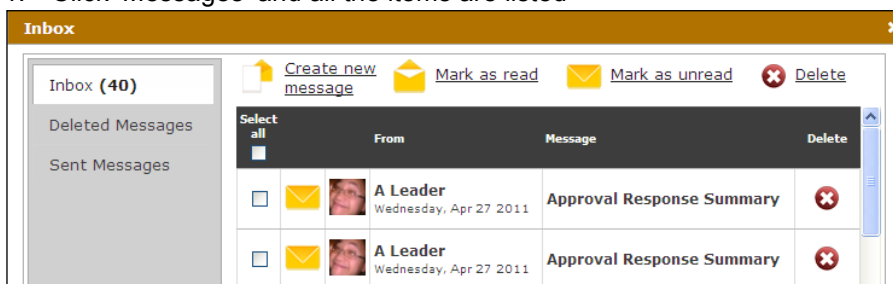 Inbox
Create new
message
Mark as read
Mark as unread
Delete
Inbox (40)
Deleted Messages
Sent Messages
Select
all
From
Message
Delete
A Leader
Wednesday, Apr 27 2011
Approval Response Summary
A Leader
Wednesday, Apr 27 2011
Approval Response Summary